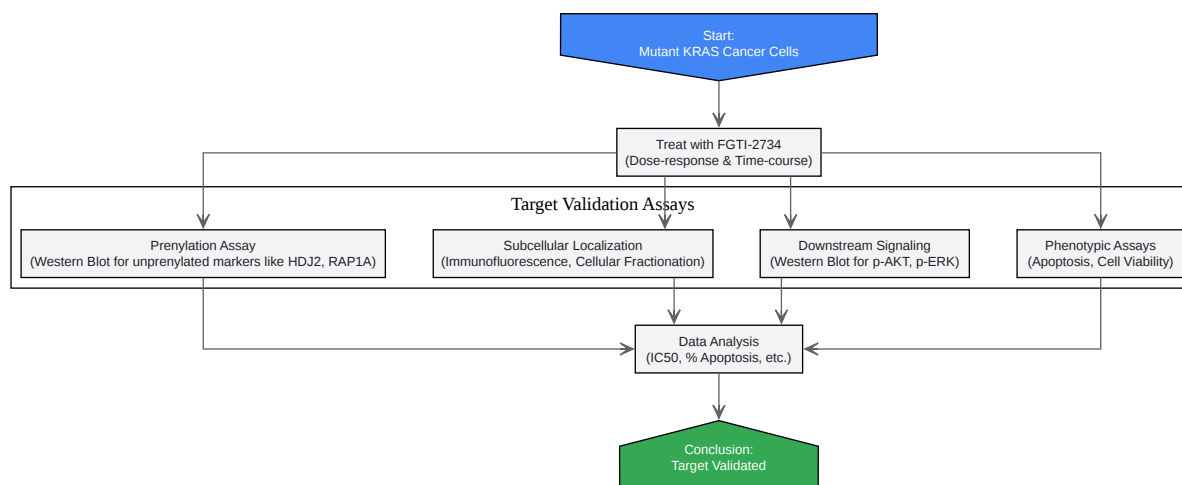 Start:
Mutant KRAS Cancer Cells
Treat with FGTI-2734
(Dose-response & Time-course)
Target Validation Assays
Prenylation Assay
(Western Blot for unprenylated markers like HDJ2, RAP1A)
Subcellular Localization
(Immunofluorescence, Cellular Fractionation)
Downstream Signaling
(Western Blot for p-AKT, p-ERK)
Phenotypic Assays
(Apoptosis, Cell Viability)
Data Analysis
(IC50, % Apoptosis, etc.)
Conclusion:
Target Validated